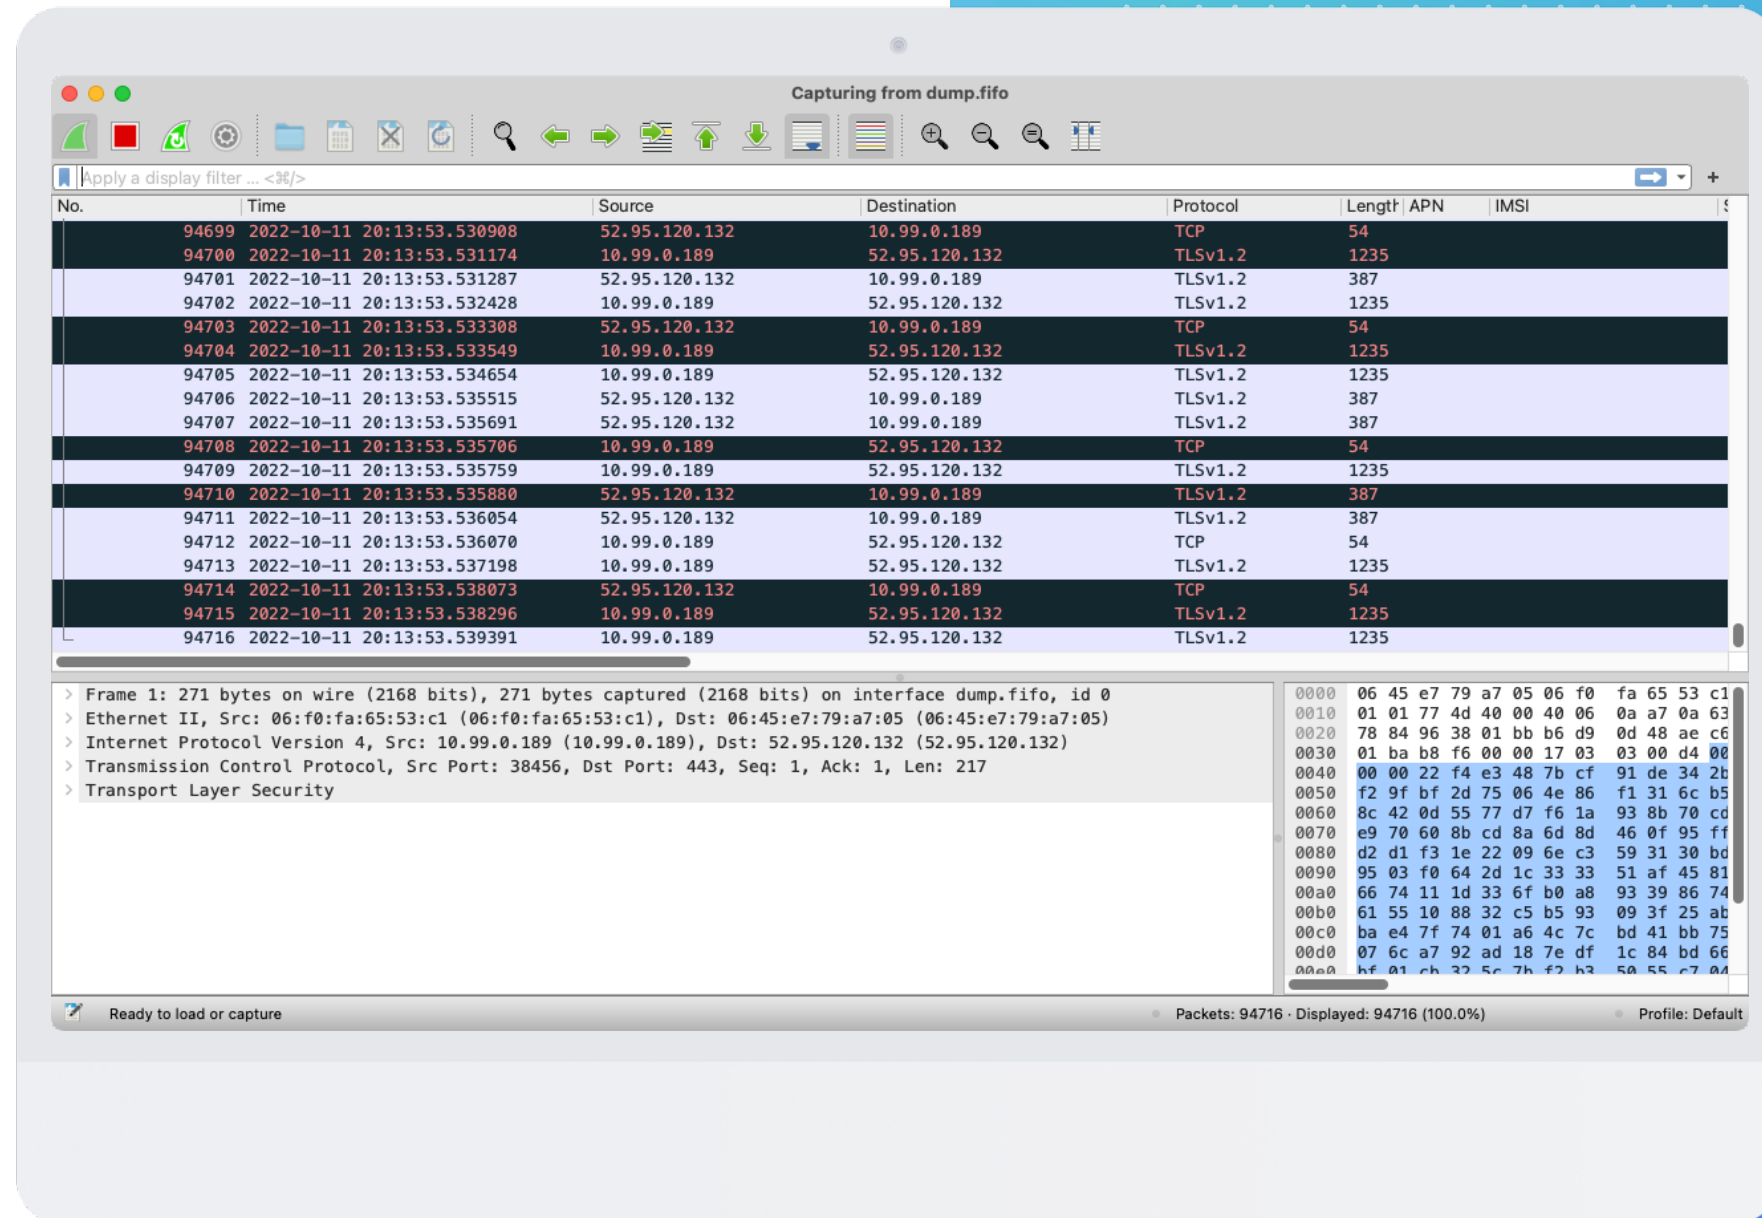 Capturing from dump.fifo
Apply a display filter ... <⌘/>
+
No. Time Source Destination Protocol Length APN IMSI
94699 2022-10-11 20:13:53.530908 52.95.120.132 10.99.0.189 TCP 54
94700 2022-10-11 20:13:53.531174 10.99.0.189 52.95.120.132 TLSv1.2 1235
94701 2022-10-11 20:13:53.531287 52.95.120.132 10.99.0.189 TLSv1.2 387
94702 2022-10-11 20:13:53.532428 10.99.0.189 52.95.120.132 TLSv1.2 1235
94703 2022-10-11 20:13:53.533308 52.95.120.132 10.99.0.189 TCP 54
94704 2022-10-11 20:13:53.533549 10.99.0.189 52.95.120.132 TLSv1.2 1235
94705 2022-10-11 20:13:53.534654 10.99.0.189 52.95.120.132 TLSv1.2 1235
94706 2022-10-11 20:13:53.535515 52.95.120.132 10.99.0.189 TLSv1.2 387
94707 2022-10-11 20:13:53.535691 52.95.120.132 10.99.0.189 TLSv1.2 387
94708 2022-10-11 20:13:53.535706 10.99.0.189 52.95.120.132 TCP 54
94709 2022-10-11 20:13:53.535759 10.99.0.189 52.95.120.132 TLSv1.2 1235
94710 2022-10-11 20:13:53.535880 52.95.120.132 10.99.0.189 TLSv1.2 387
94711 2022-10-11 20:13:53.536054 52.95.120.132 10.99.0.189 TLSv1.2 387
94712 2022-10-11 20:13:53.536070 10.99.0.189 52.95.120.132 TCP 54
94713 2022-10-11 20:13:53.537198 10.99.0.189 52.95.120.132 TLSv1.2 1235
94714 2022-10-11 20:13:53.538073 52.95.120.132 10.99.0.189 TCP 54
94715 2022-10-11 20:13:53.538296 10.99.0.189 52.95.120.132 TLSv1.2 1235
94716 2022-10-11 20:13:53.539391 10.99.0.189 52.95.120.132 TLSv1.2 1235
> Frame 1: 271 bytes on wire (2168 bits), 271 bytes captured (2168 bits) on interface dump.fifo, id 0
> Ethernet II, Src: 06:f0:fa:65:53:c1 (06:f0:fa:65:53:c1), Dst: 06:45:e7:79:a7:05 (06:45:e7:79:a7:05)
> Internet Protocol Version 4, Src: 10.99.0.189 (10.99.0.189), Dst: 52.95.120.132 (52.95.120.132)
> Transmission Control Protocol, Src Port: 38456, Dst Port: 443, Seq: 1, Ack: 1, Len: 217
> Transport Layer Security
0000 06 45 e7 79 a7 05 06 f0 fa 65 53 c1
0010 01 01 77 4d 40 00 40 06 0a a7 0a 63
0020 78 84 96 38 01 bb b6 d9 0d 48 ae c6
0030 01 ba b8 f6 00 00 17 03 03 00 d4 00
0040 00 00 22 f4 e3 48 7b cf 91 de 34 2b
0050 f2 9f bf 2d 75 06 4e 86 f1 31 6c b5
0060 8c 42 0d 55 77 d7 f6 1a 93 8b 70 cd
0070 e9 70 60 8b cd 8a 6d 8d 46 0f 95 ff
0080 d2 d1 f3 1e 22 09 6e c3 59 31 30 bd
0090 95 03 f0 64 2d 1c 33 33 51 af 45 81
00a0 66 74 11 1d 33 6f b0 a8 93 39 86 74
00b0 61 55 10 88 32 c5 b5 93 09 3f 25 ab
00c0 ba e4 7f 74 01 a6 4c 7c bd 41 bb 75
00d0 07 6c a7 92 ad 18 7e df 1c 84 bd 66
00e0 bf 01 cb 32 5c 7b f2 b3 50 55 c7 04
Ready to load or capture
Packets: 94716 · Displayed: 94716 (100.0%)
Profile: Default